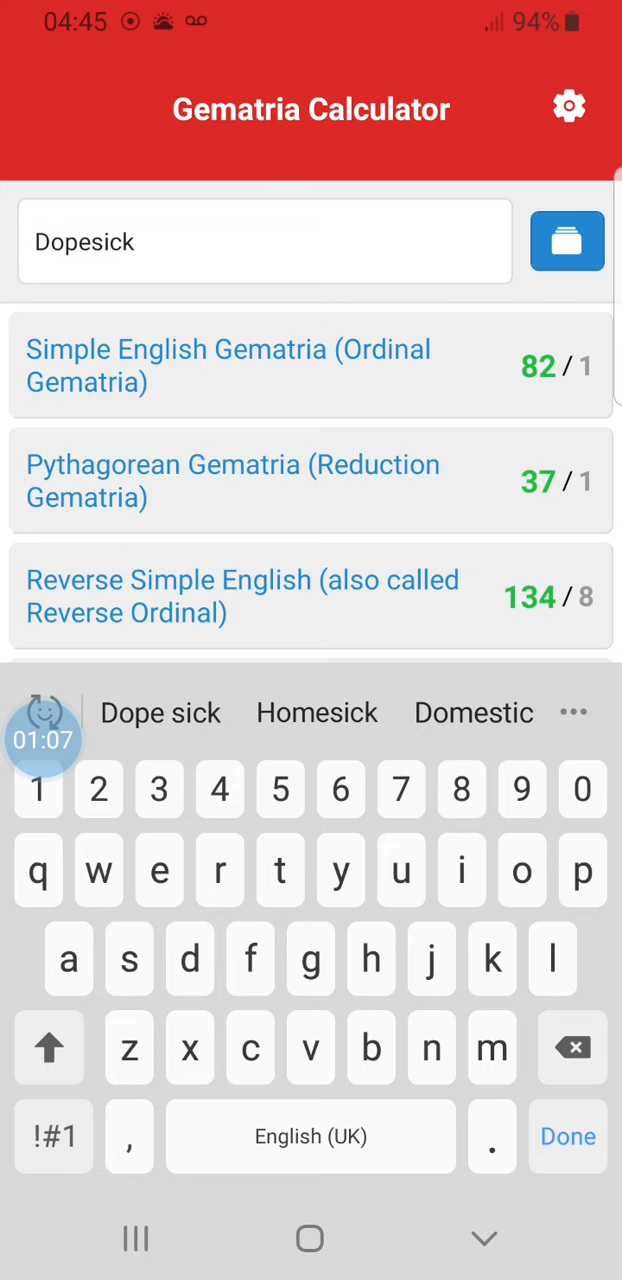 04:45 94%
Gematria Calculator
Dopesick
Simple English Gematria (Ordinal
Gematria)
82 / 1
Pythagorean Gematria (Reduction
Gematria)
37 / 1
Reverse Simple English (also called
Reverse Ordinal)
134 / 8
Dope sick Homesick Domestic
01:07
1 2 3 4 5 6 7 8 9 0
q w e r t y u i o p
a s d f g h j k l
z x c v b n m
!#1 , English (UK) . Done